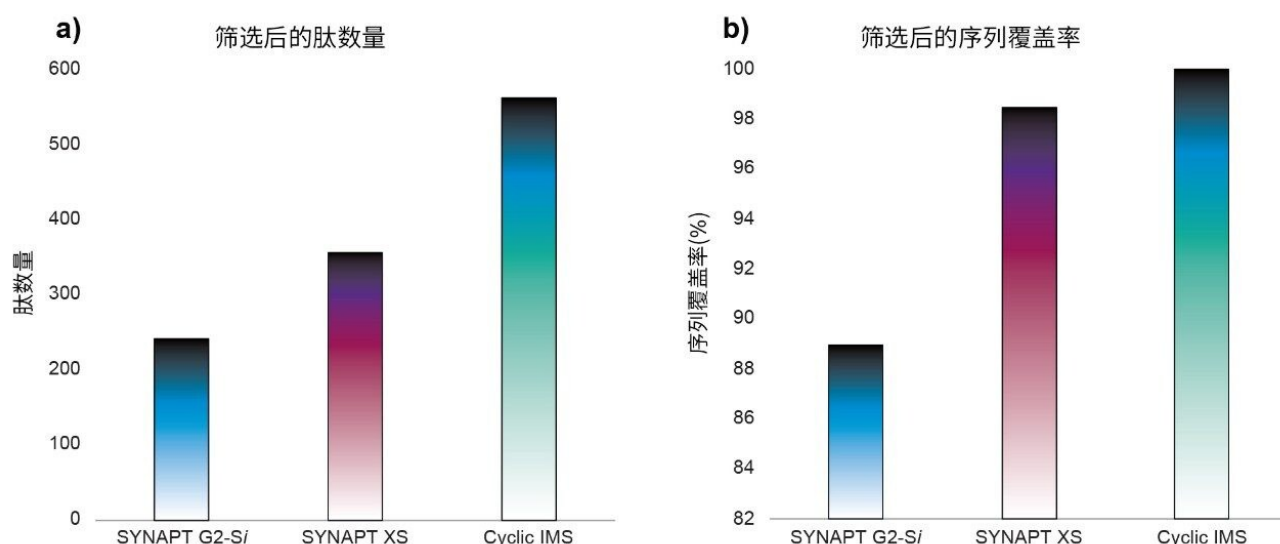 a)
筛选后的肽数量
600
500
400
300
200
100
0
肽数量
SYNAPT G2-Si
SYNAPT XS
Cyclic IMS
b)
筛选后的序列覆盖率
100
98
96
94
92
90
88
86
84
82
序列覆盖率(%)
SYNAPT G2-Si
SYNAPT XS
Cyclic IMS